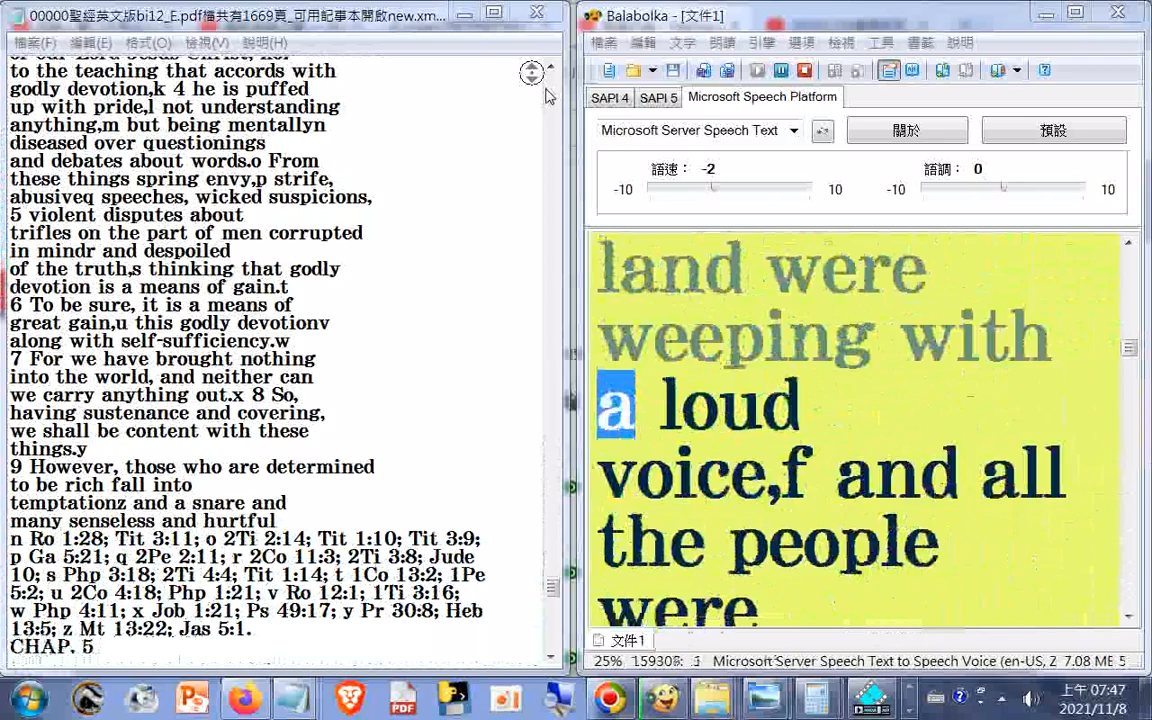 00000聖經英文版bi12_E.pdf檔共有1669頁_可用記事本開啟new.xm...
檔案(F) 編輯(E) 格式(O) 檢視(V) 說明(H)
to the teaching that accords with
godly devotion,k 4 he is puffed
up with pride,l not understanding
anything,m but being mentallyn
diseased over questionings
and debates about words.o From
these things spring envy,p strife,
abusiveq speeches, wicked suspicions,
5 violent disputes about
trifles on the part of men corrupted
in mindr and despoiled
of the truth,s thinking that godly
devotion is a means of gain.t
6 To be sure, it is a means of
great gain,u this godly devotionv
along with self-sufficiency.w
7 For we have brought nothing
into the world, and neither can
we carry anything out.x 8 So,
having sustenance and covering,
we shall be content with these
things.y
9 However, those who are determined
to be rich fall into
temptationz and a snare and
many senseless and hurtful
n Ro 1:28; Tit 3:11; o 2Ti 2:14; Tit 1:10; Tit 3:9;
p Ga 5:21; q 2Pe 2:11; r 2Co 11:3; 2Ti 3:8; Jude
10; s Php 3:18; 2Ti 4:4; Tit 1:14; t 1Co 13:2; 1Pe
5:2; u 2Co 4:18; Php 1:21; v Ro 12:1; 1Ti 3:16;
w Php 4:11; x Job 1:21; Ps 49:17; y Pr 30:8; Heb
13:5; z Mt 13:22; Jas 5:1.
CHAP. 5
Balabolka - [文件1]
檔案 編輯 文字 朗讀 引擎 選項 檢視 工具 書籤 說明
SAPI 4 SAPI 5 Microsoft Speech Platform
Microsoft Server Speech Text 關於 預設
語速： -2 語調： 0
-10 10 -10 10
land were
weeping with
a loud
voice,f and all
the people
were
文件1
25% Microsoft Server Speech Text to Speech Voice (en-US, Z 7.08 MB 5
上午 07:47
2021/11/8